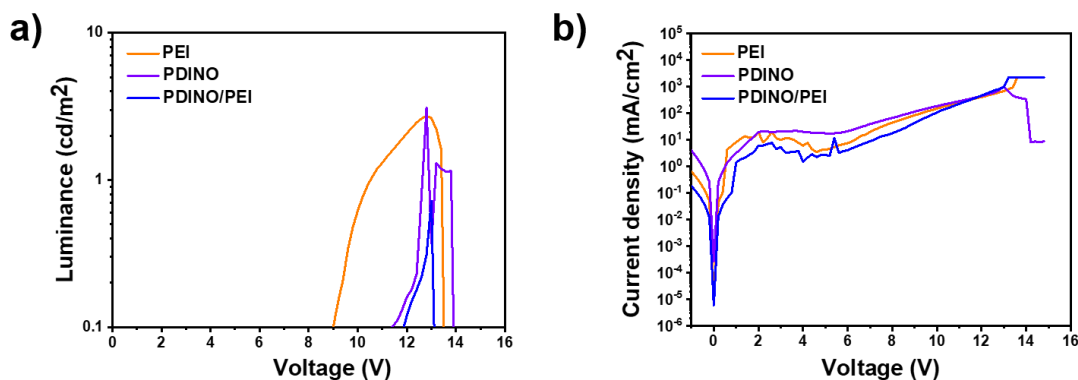 a)
Luminance (cd/m²)
10
1
0.1
PEI
PDINO
PDINO/PEI
0 2 4 6 8 10 12 14 16
Voltage (V)
b)
Current density (mA/cm²)
10⁵
10⁴
10³
10²
10¹
10⁰
10⁻¹
10⁻²
10⁻³
10⁻⁴
10⁻⁵
10⁻⁶
PEI
PDINO
PDINO/PEI
0 2 4 6 8 10 12 14 16
Voltage (V)